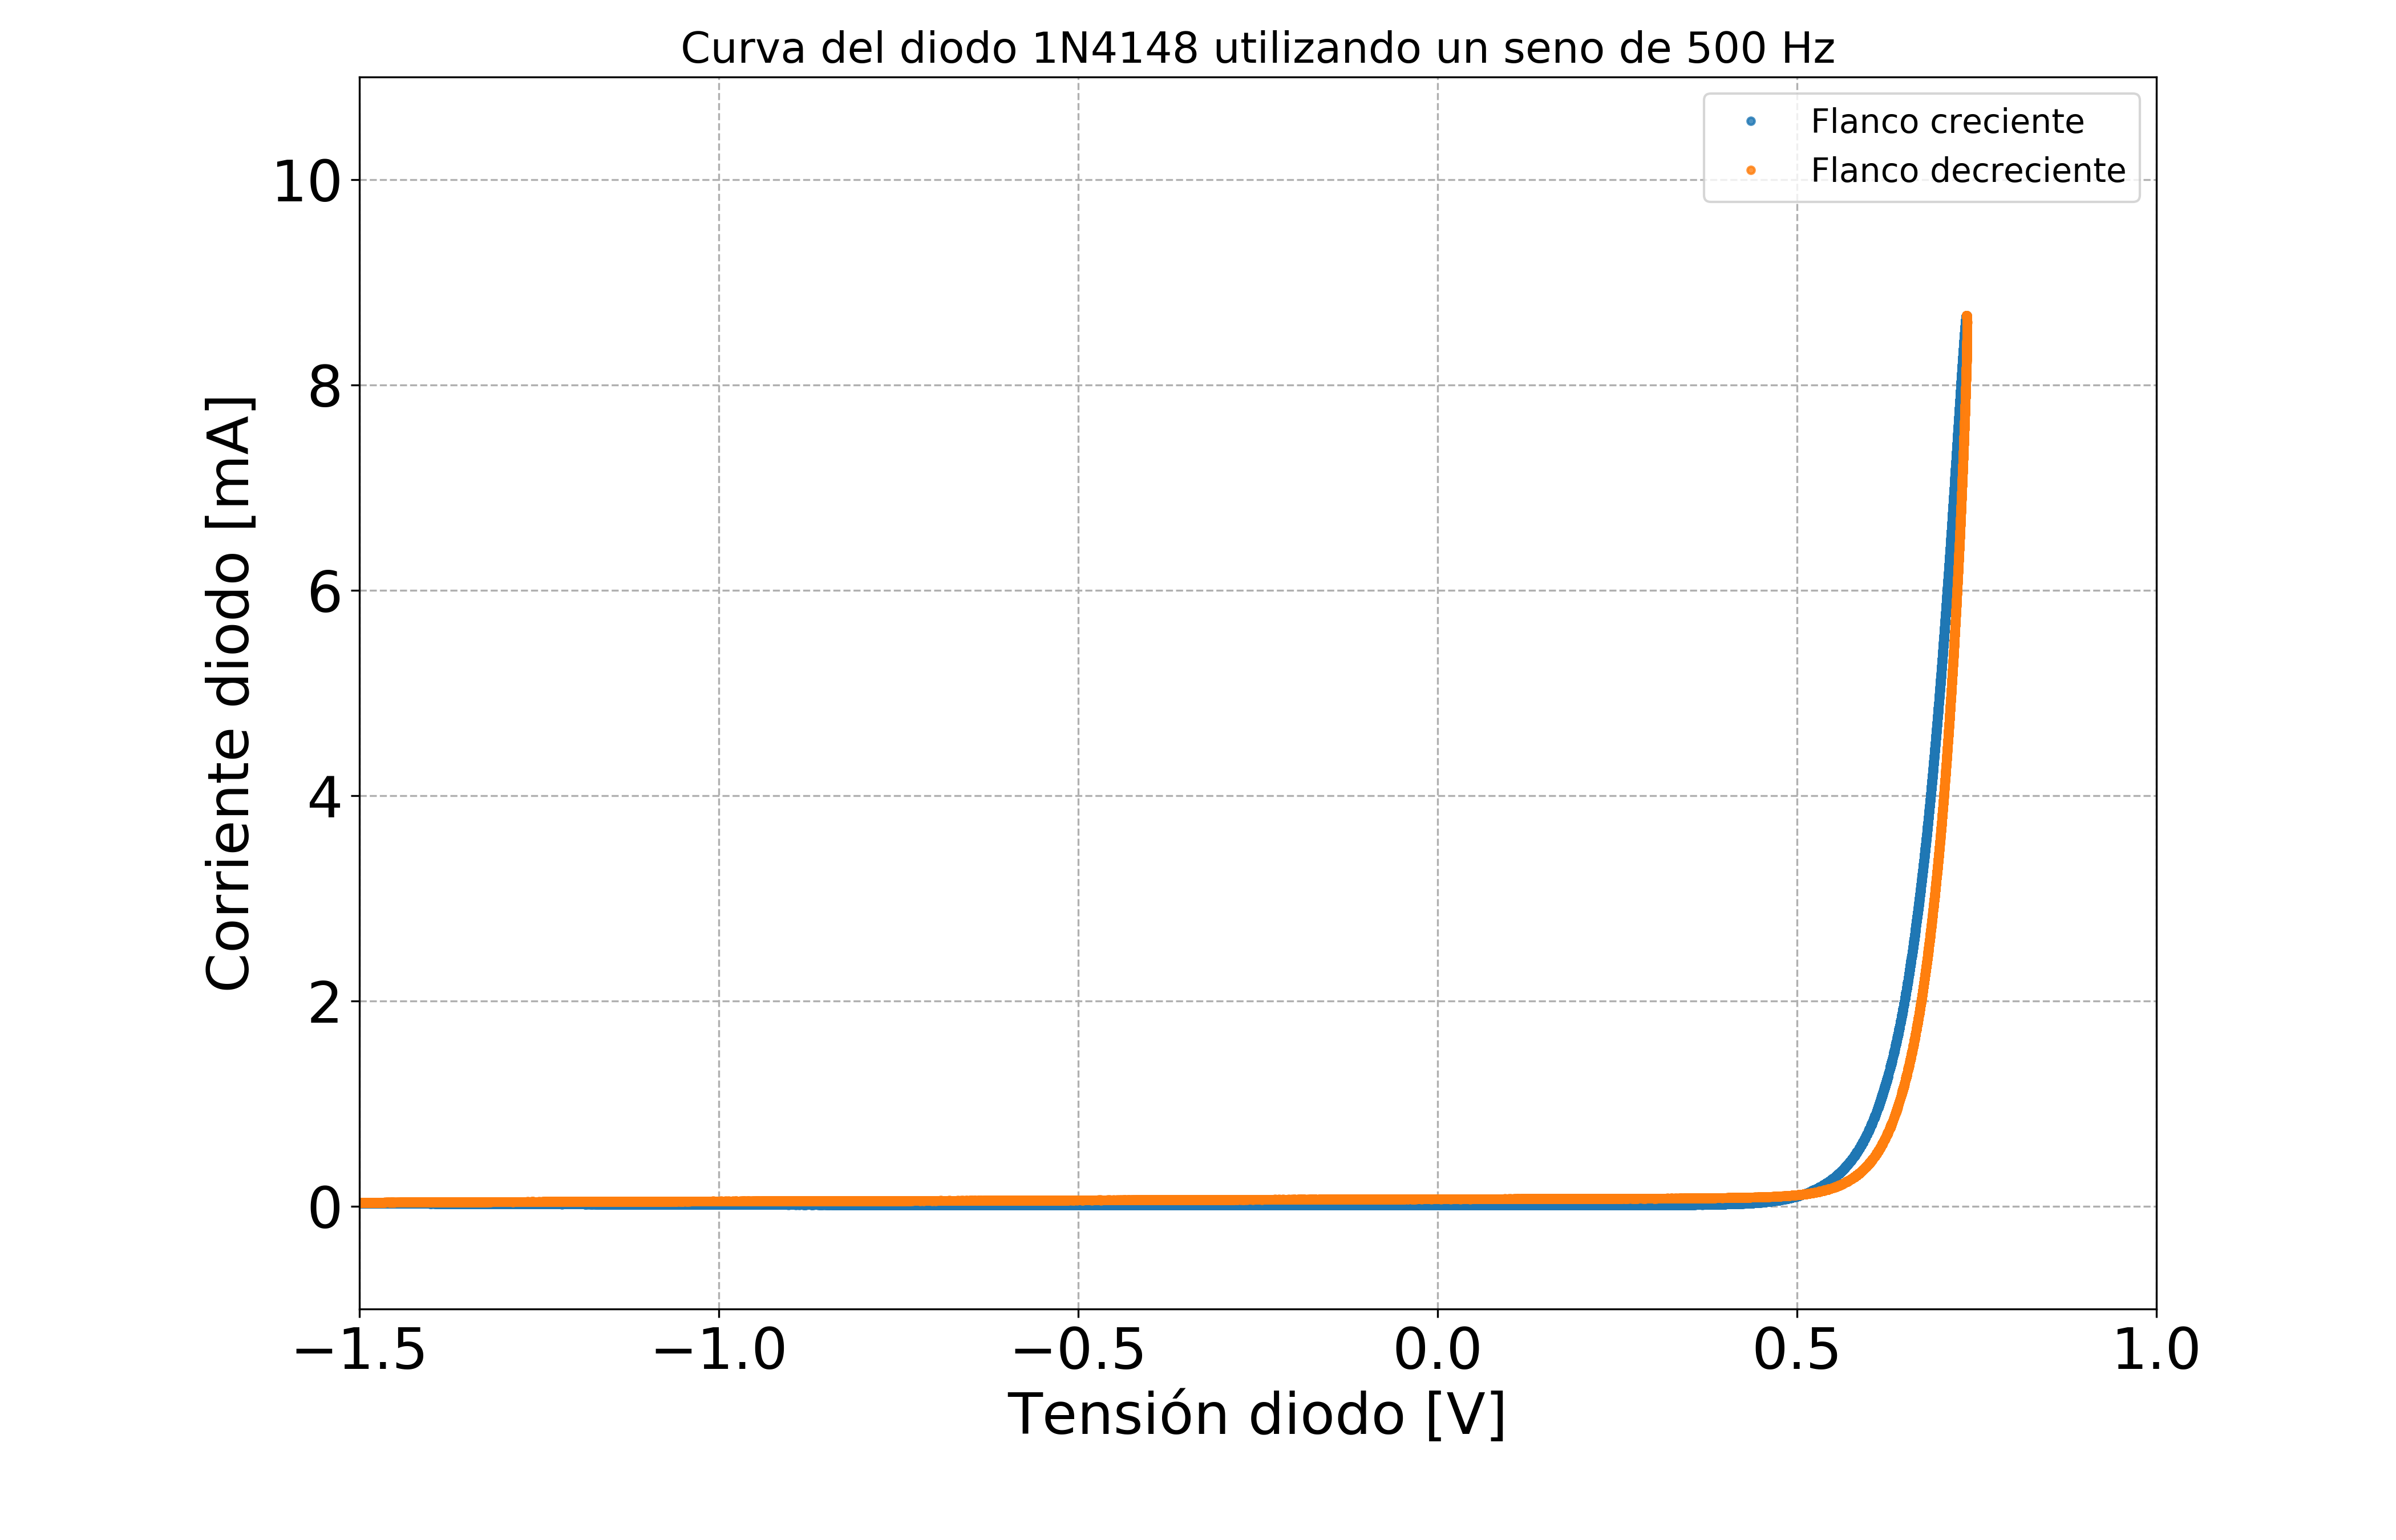 Curva del diodo 1N4148 utilizando un seno de 500 Hz
Flanco creciente
Flanco decreciente
10
8
6
4
2
0
Corriente diodo [mA]
−1.5 −1.0 −0.5 0.0 0.5 1.0
Tensión diodo [V]